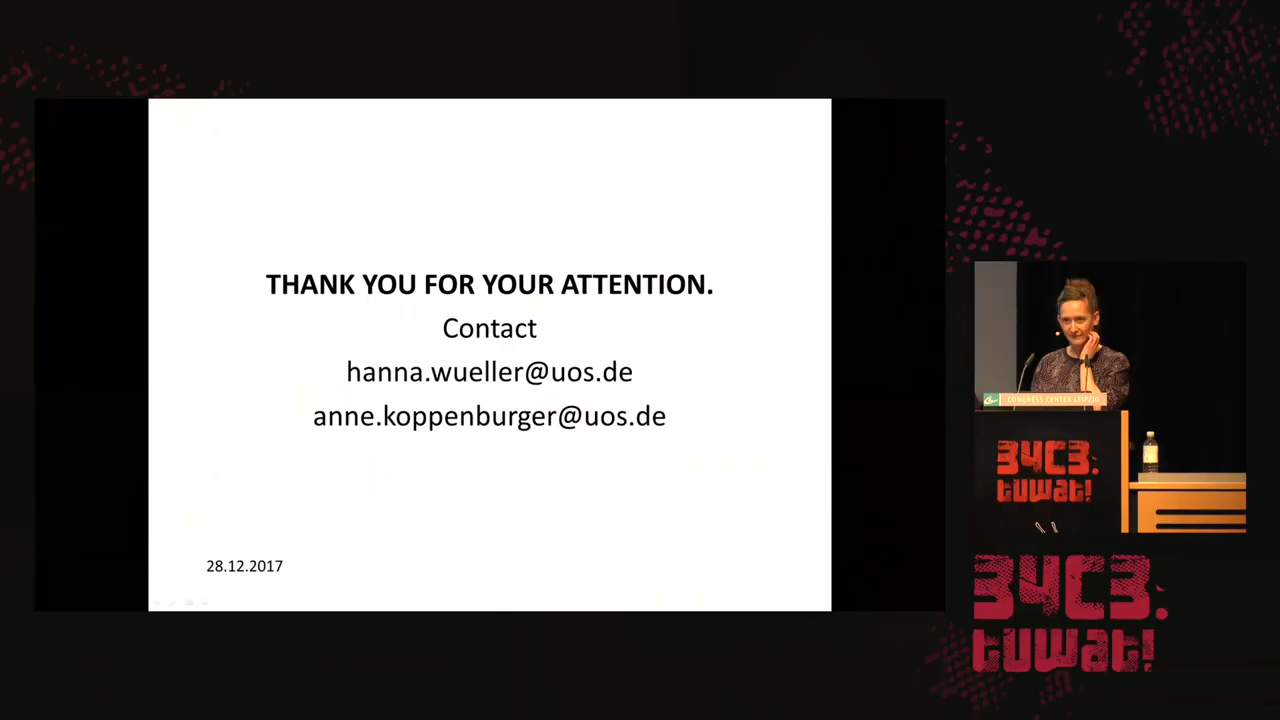 THANK YOU FOR YOUR ATTENTION.
Contact
hanna.wueller@uos.de
anne.koppenburger@uos.de
28.12.2017
CONGRESS CENTER LEIPZIG
34C3.
tuwat!
34C3.
tuwat!